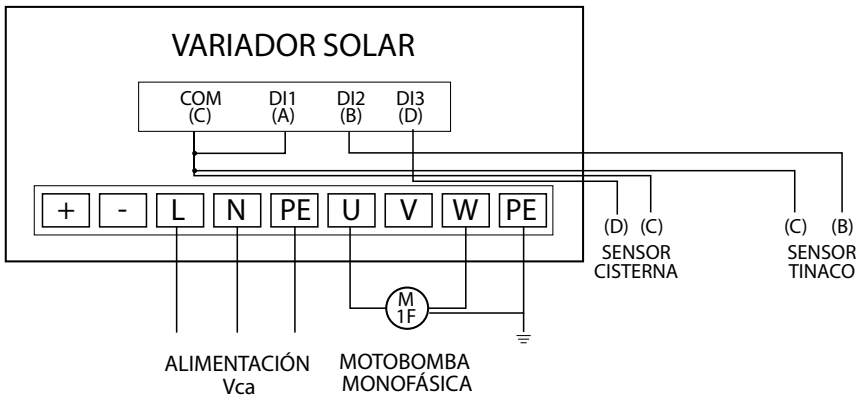 VARIADOR SOLAR
COM DI1 DI2 DI3
(C) (A) (B) (D)
+ - L N PE U V W PE
(D) (C) (C) (B)
SENSOR
CISTERNA
SENSOR
TINACO
M
1F
ALIMENTACIÓN
Vca
MOTOBOMBA
MONOFÁSICA